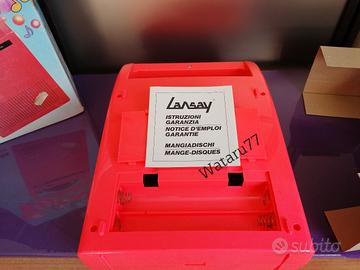 Lansay
ISTRUZIONI
GARANZIA
NOTICE D'EMPLOI
GARANTIE
MANGIADISCHI
MANGE-DISQUES
Wataru77
subito